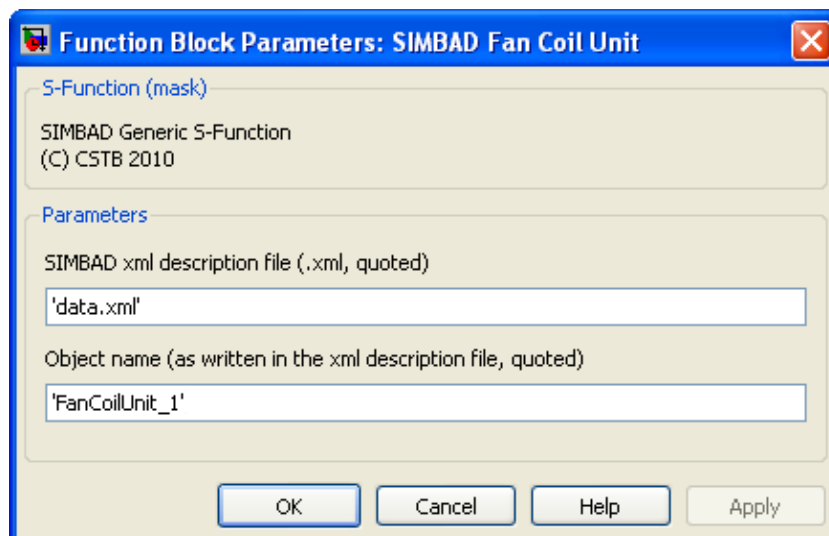 Function Block Parameters: SIMBAD Fan Coil Unit
S-Function (mask)
SIMBAD Generic S-Function
(C) CSTB 2010
Parameters
SIMBAD xml description file (.xml, quoted)
'data.xml'
Object name (as written in the xml description file, quoted)
'FanCoilUnit_1'
OK Cancel Help Apply